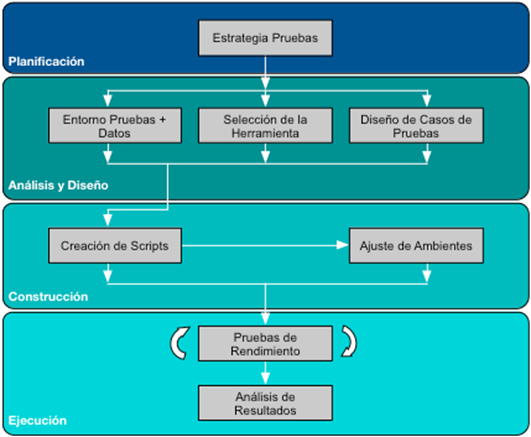 Estrategia Pruebas
Planificación
Entorno Pruebas +
Datos
Selección de la
Herramienta
Diseño de Casos de
Pruebas
Análisis y Diseño
Creación de Scripts
Ajuste de Ambientes
Construcción
Pruebas de
Rendimiento
Análisis de
Resultados
Ejecución